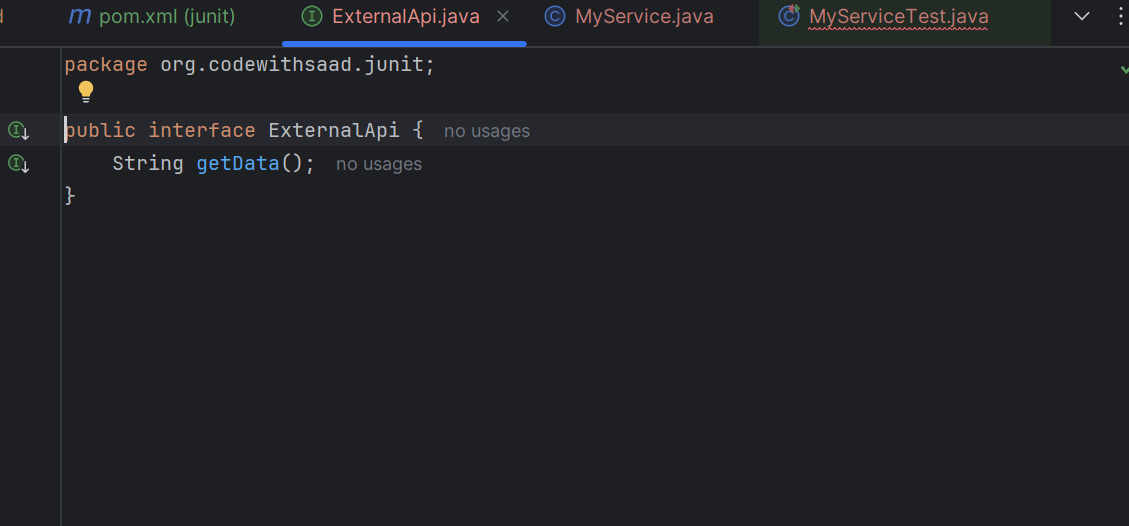 pom.xml (junit) ExternalApi.java MyService.java MyServiceTest.java
package org.codewithsaad.junit;
public interface ExternalApi { no usages
String getData(); no usages
}